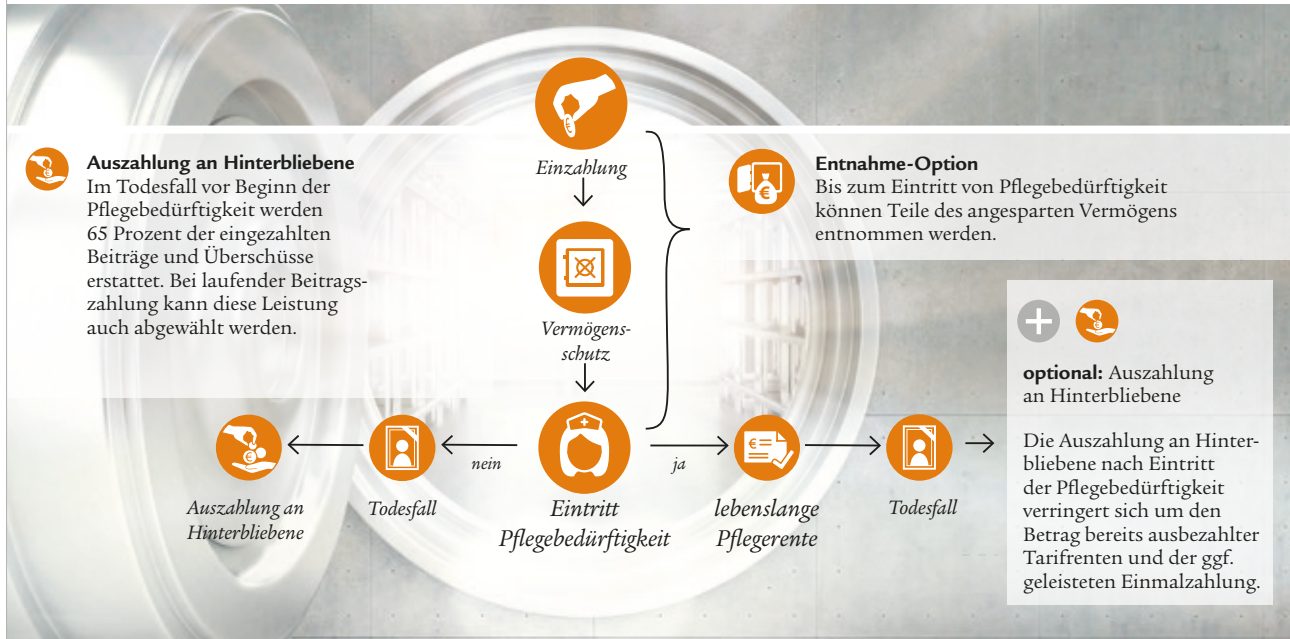 Einzahlung
Auszahlung an Hinterbliebene
Im Todesfall vor Beginn der
Pflegebedürftigkeit werden
65 Prozent der eingezahlten
Beiträge und Überschüsse
erstattet. Bei laufender Beitrags-
zahlung kann diese Leistung
auch abgewählt werden.
Entnahme-Option
Bis zum Eintritt von Pflegebedürftigkeit
können Teile des angesparten Vermögens
entnommen werden.
Vermögens-
schutz
nein
ja
Auszahlung an
Hinterbliebene
Todesfall
Eintritt
Pflegebedürftigkeit
lebenslange
Pflegerente
Todesfall
optional: Auszahlung
an Hinterbliebene
Die Auszahlung an Hinter-
bliebene nach Eintritt
der Pflegebedürftigkeit
verringert sich um den
Betrag bereits ausbezahlter
Tarifrenten und der ggf.
geleisteten Einmalzahlung.